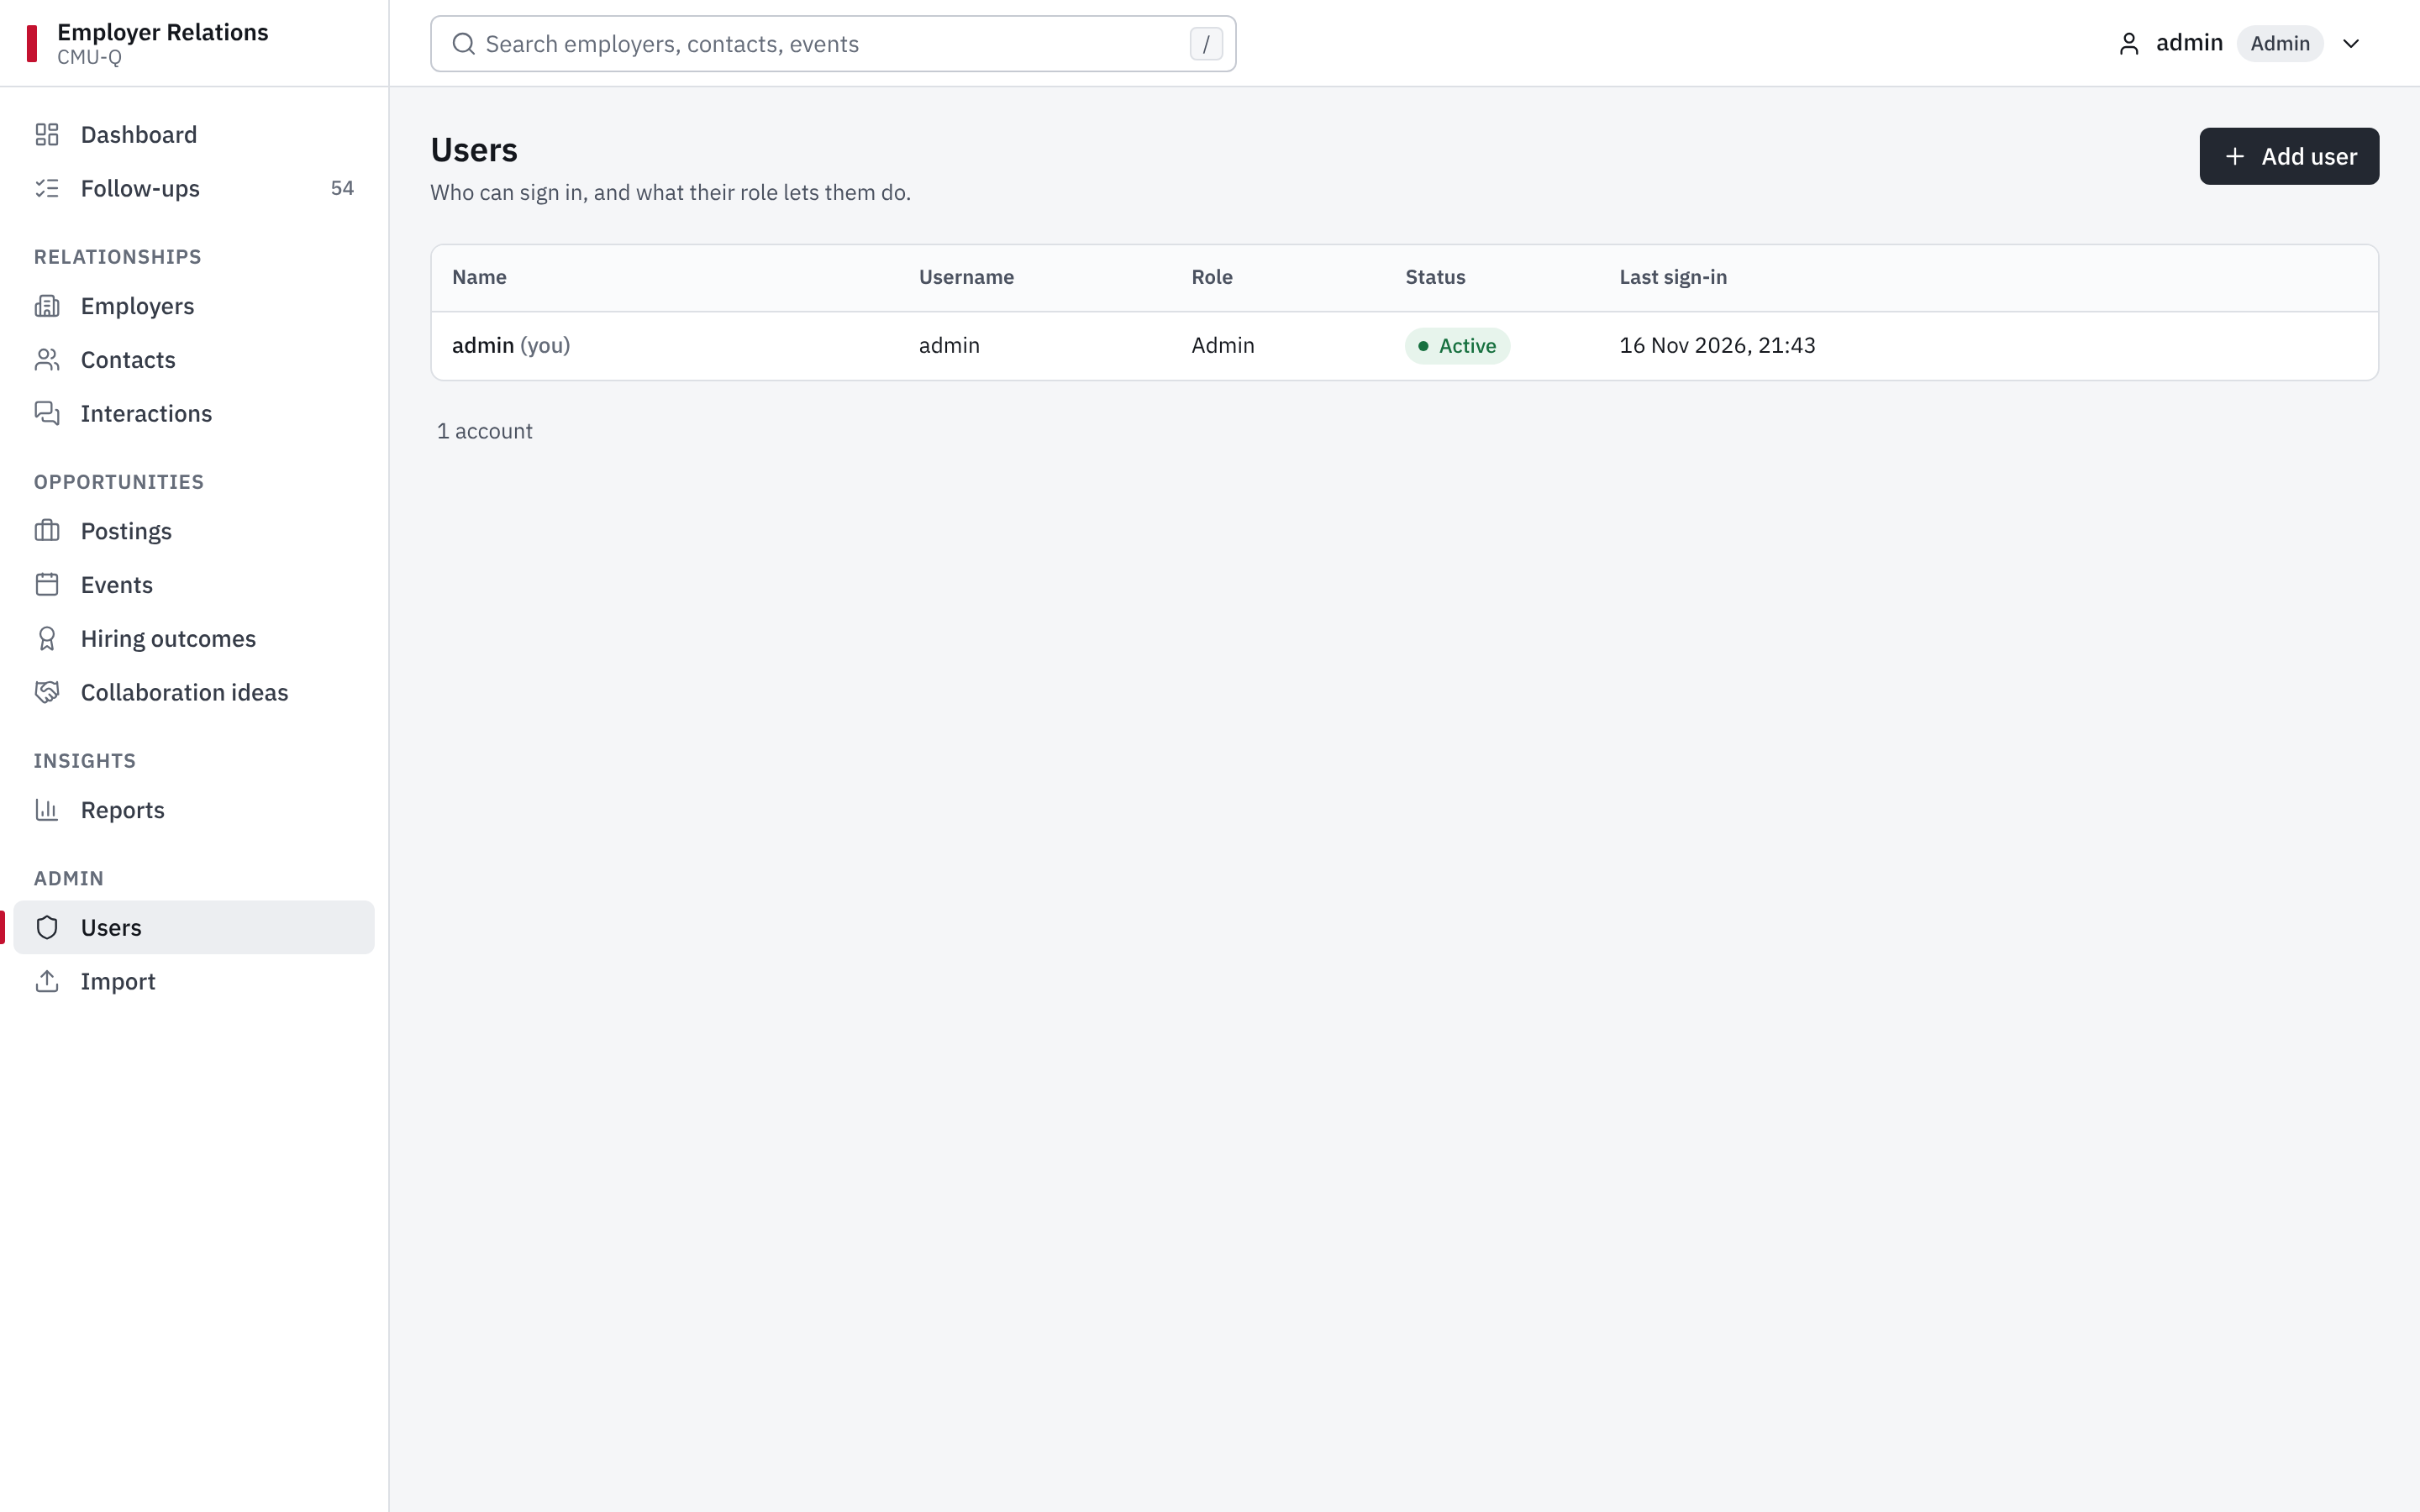 Employer Relations
CMU-Q
Search employers, contacts, events
/
admin Admin
Dashboard
Follow-ups 54
RELATIONSHIPS
Employers
Contacts
Interactions
OPPORTUNITIES
Postings
Events
Hiring outcomes
Collaboration ideas
INSIGHTS
Reports
ADMIN
Users
Import
Users
Who can sign in, and what their role lets them do.
Add user
Name Username Role Status Last sign-in
admin (you) admin Admin Active 16 Nov 2026, 21:43
1 account